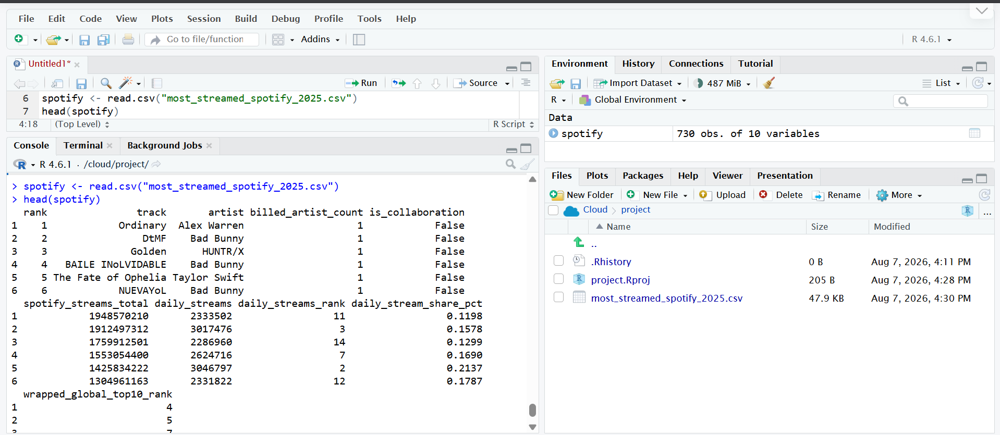 File Edit Code View Plots Session Build Debug Profile Tools Help
Go to file/function Addins R 4.6.1
Untitled1*
Run Source
6 spotify <- read.csv("most_streamed_spotify_2025.csv")
7 head(spotify)
4:18 (Top Level) R Script
Console Terminal Background Jobs
R 4.6.1 · /cloud/project/
> spotify <- read.csv("most_streamed_spotify_2025.csv")
> head(spotify)
rank track artist billed_artist_count is_collaboration
1 1 Ordinary Alex Warren 1 False
2 2 DtMF Bad Bunny 1 False
3 3 Golden HUNTR/X 1 False
4 4 BAILE INoLVIDABLE Bad Bunny 1 False
5 5 The Fate of Ophelia Taylor Swift 1 False
6 6 NUEVAYoL Bad Bunny 1 False
spotify_streams_total daily_streams daily_streams_rank daily_stream_share_pct
1 1948570210 2333502 11 0.1198
2 1912497312 3017476 3 0.1578
3 1759912501 2286960 14 0.1299
4 1553054400 2624716 7 0.1690
5 1425834222 3046797 2 0.2137
6 1304961163 2331822 12 0.1787
wrapped_global_top10_rank
1 4
2 5
3 7
Environment History Connections Tutorial
Import Dataset 487 MiB List
R Global Environment
Data
spotify 730 obs. of 10 variables
Files Plots Packages Help Viewer Presentation
New Folder New File Upload Delete Rename More
Cloud project R ...
Name Size Modified
..
.Rhistory 0 B Aug 7, 2026, 4:11 PM
project.Rproj 205 B Aug 7, 2026, 4:28 PM
most_streamed_spotify_2025.csv 47.9 KB Aug 7, 2026, 4:30 PM